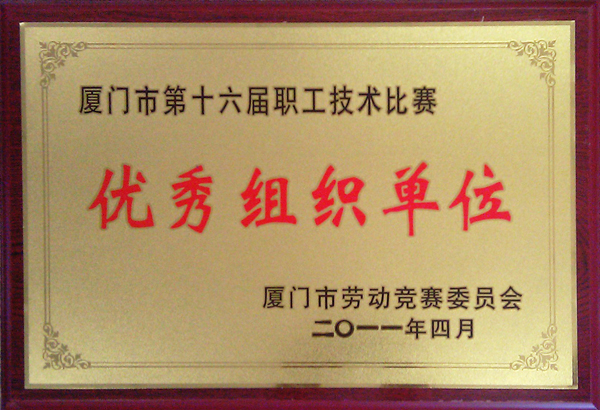 厦门市第十六届职工技术比赛
优秀组织单位
厦门市劳动竞赛委员会
二〇一一年四月